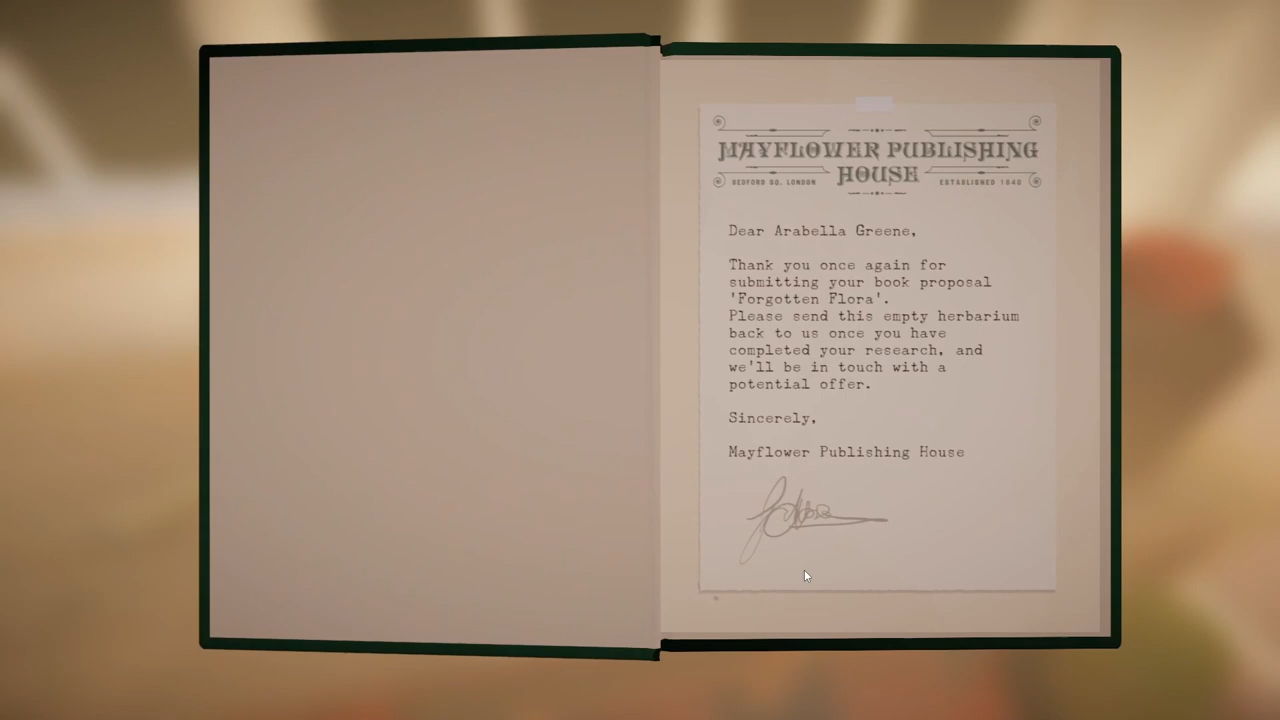 MAYFLOWER PUBLISHING
HOUSE
BEDFORD SQ. LONDON
ESTABLISHED 1840
Dear Arabella Greene,
Thank you once again for
submitting your book proposal
'Forgotten Flora'.
Please send this empty herbarium
back to us once you have
completed your research, and
we'll be in touch with a
potential offer.
Sincerely,
Mayflower Publishing House